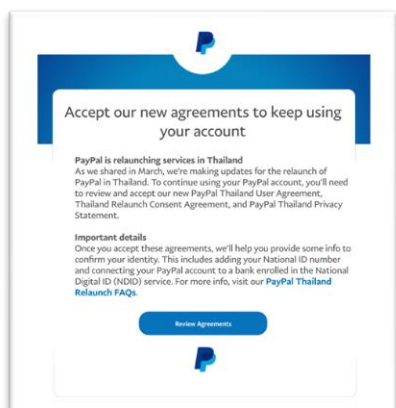 Accept our new agreements to keep using
your account
PayPal is relaunching services in Thailand
As we shared in March, we're making updates for the relaunch of
PayPal in Thailand. To continue using your PayPal account, you'll need
to review and accept our new PayPal Thailand User Agreement,
Thailand Relaunch Consent Agreement, and PayPal Thailand Privacy
Statement.
Important details
Once you accept these agreements, we'll help you provide some info to
confirm your identity. This includes adding your National ID number
and connecting your PayPal account to a bank enrolled in the National
Digital ID (NDID) service. For more info, visit our PayPal Thailand
Relaunch FAQs.
Review Agreements